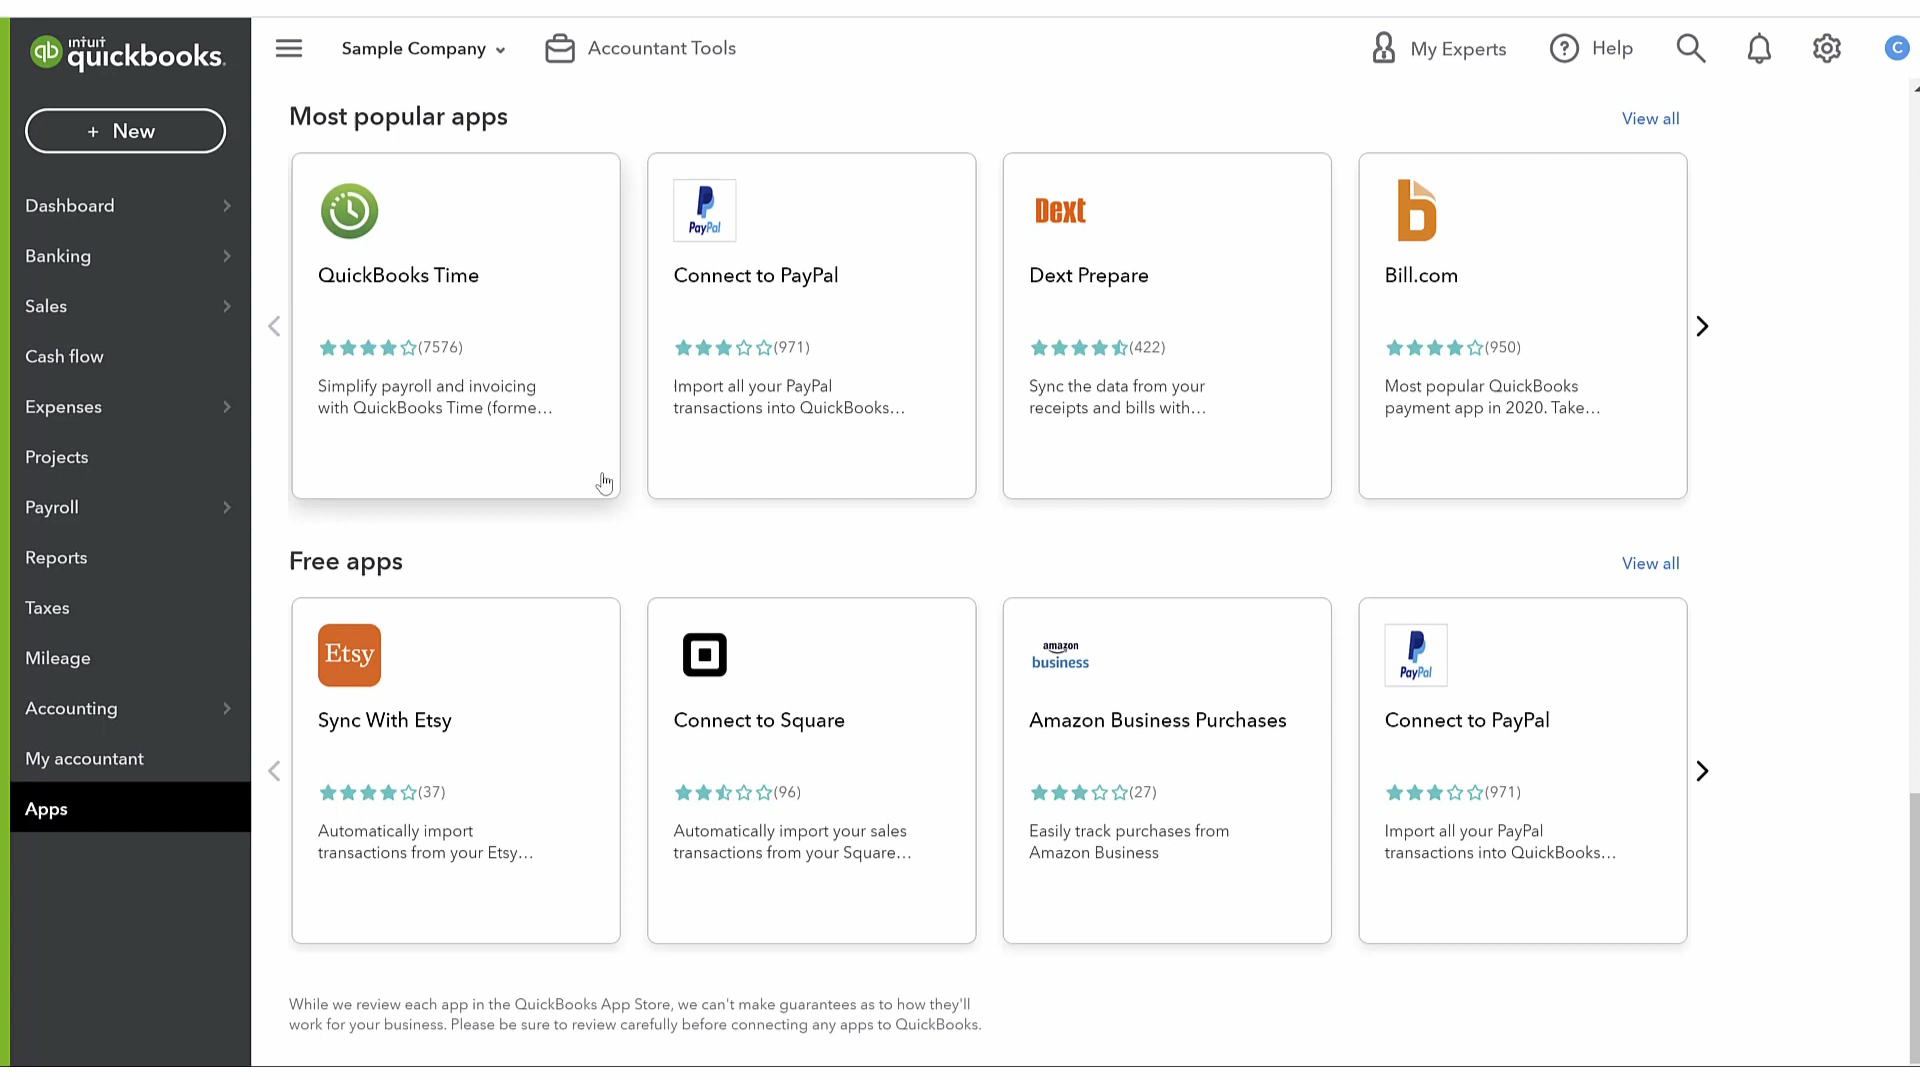 intuit
quickbooks.
+ New
Dashboard
Banking
Sales
Cash flow
Expenses
Projects
Payroll
Reports
Taxes
Mileage
Accounting
My accountant
Apps
Sample Company
Accountant Tools
My Experts
Help
C
Most popular apps
View all
QuickBooks Time
(7576)
Simplify payroll and invoicing
with QuickBooks Time (forme...
PayPal
Connect to PayPal
(971)
Import all your PayPal
transactions into QuickBooks...
Dext
Dext Prepare
(422)
Sync the data from your
receipts and bills with...
b
Bill.com
(950)
Most popular QuickBooks
payment app in 2020. Take...
Free apps
View all
Etsy
Sync With Etsy
(37)
Automatically import
transactions from your Etsy...
Connect to Square
(96)
Automatically import your sales
transactions from your Square...
amazon
business
Amazon Business Purchases
(27)
Easily track purchases from
Amazon Business
PayPal
Connect to PayPal
(971)
Import all your PayPal
transactions into QuickBooks...
While we review each app in the QuickBooks App Store, we can't make guarantees as to how they'll
work for your business. Please be sure to review carefully before connecting any apps to QuickBooks.